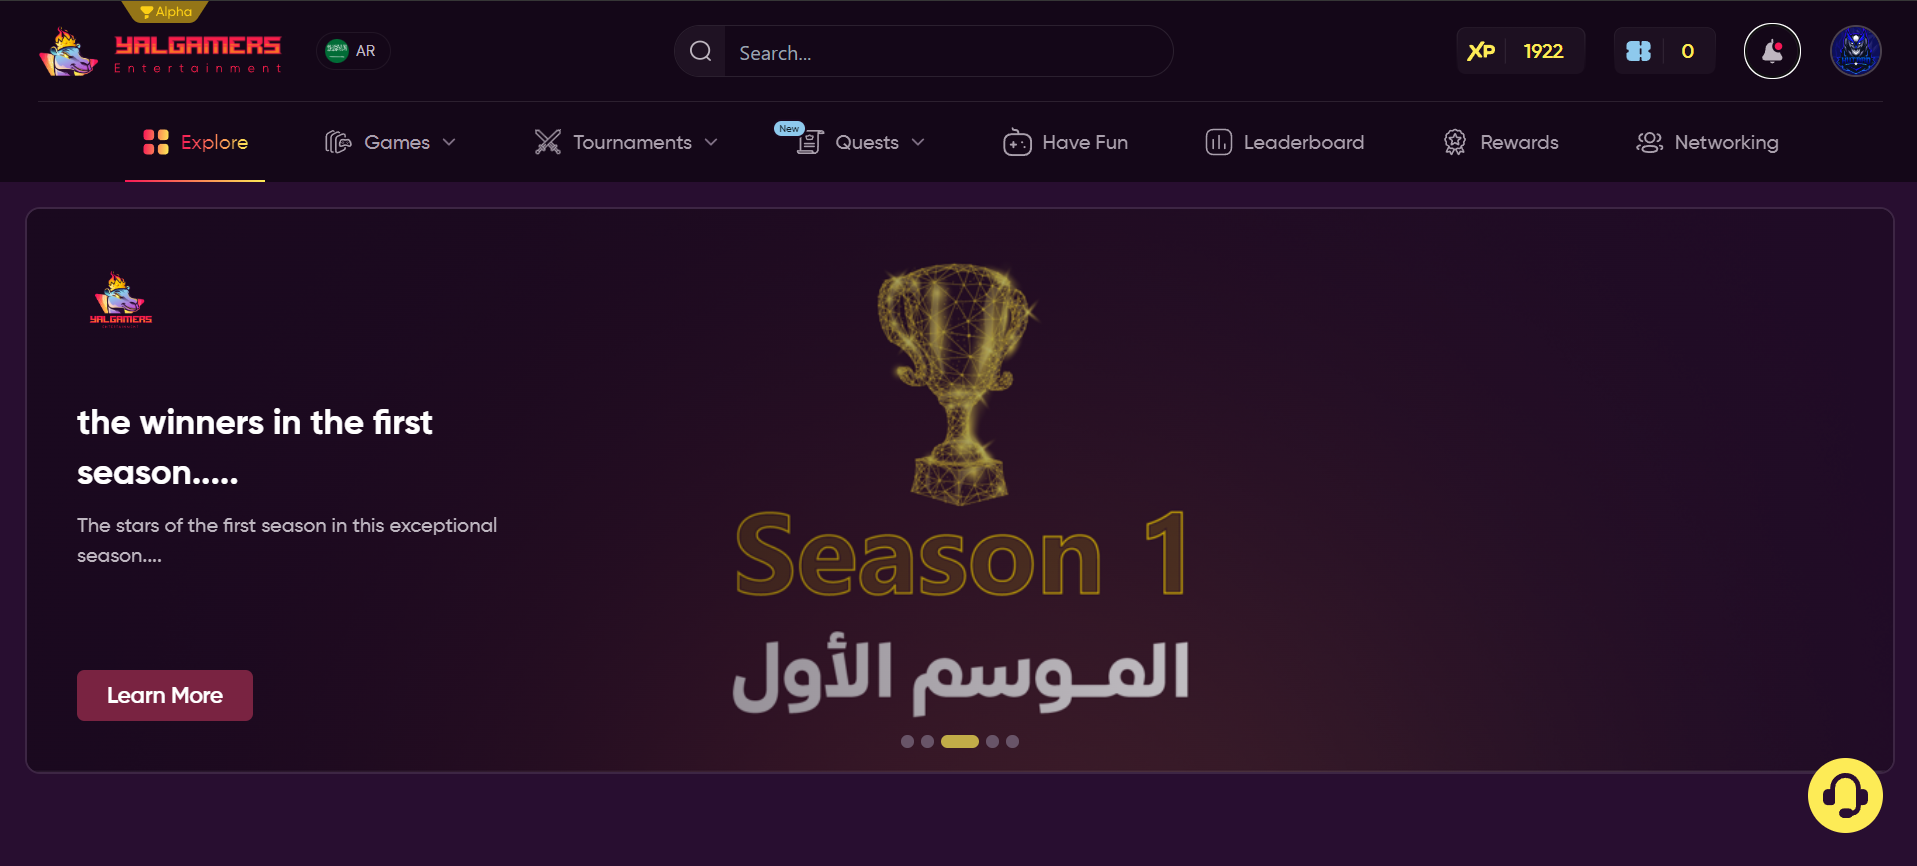 Alpha
YALGAMERS
Entertainment
AR
Search...
XP 1922
0
Explore
Games
Tournaments
New
Quests
Have Fun
Leaderboard
Rewards
Networking
YALGAMERS
ENTERTAINMENT
the winners in the first
season.....
The stars of the first season in this exceptional
season....
Learn More
Season 1
الموسم الأول